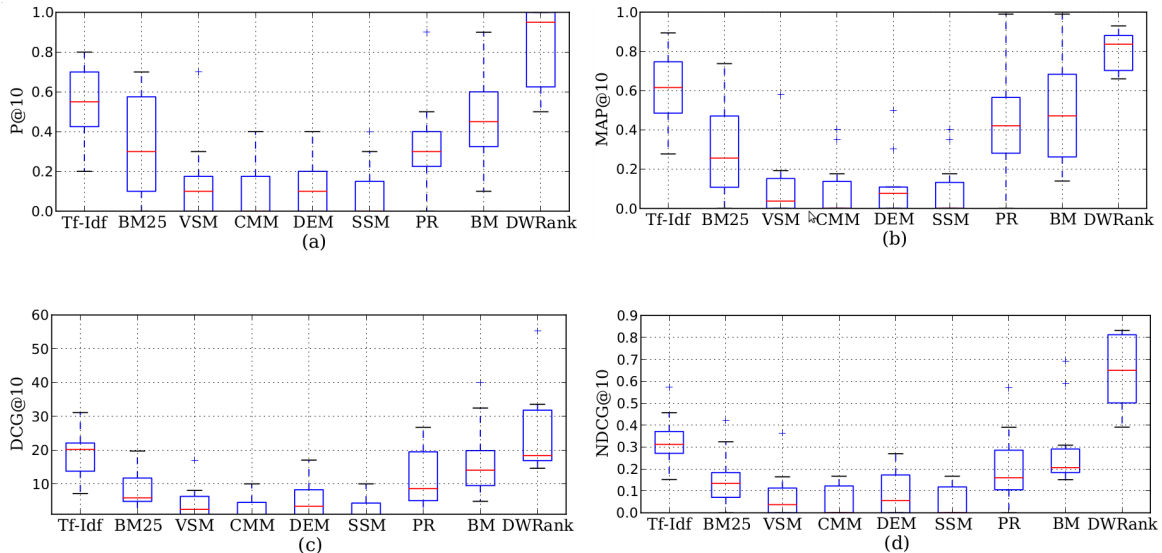 1.0
0.8
0.6
0.4
0.2
0.0
P@10
Tf-Idf BM25 VSM CMM DEM SSM PR BM DWRank
(a)
1.0
0.8
0.6
0.4
0.2
0.0
MAP@10
Tf-Idf BM25 VSM CMM DEM SSM PR BM DWRank
(b)
60
50
40
30
20
10
DCG@10
Tf-Idf BM25 VSM CMM DEM SSM PR BM DWRank
(c)
0.9
0.8
0.7
0.6
0.5
0.4
0.3
0.2
0.1
0.0
NDCG@10
Tf-Idf BM25 VSM CMM DEM SSM PR BM DWRank
(d)